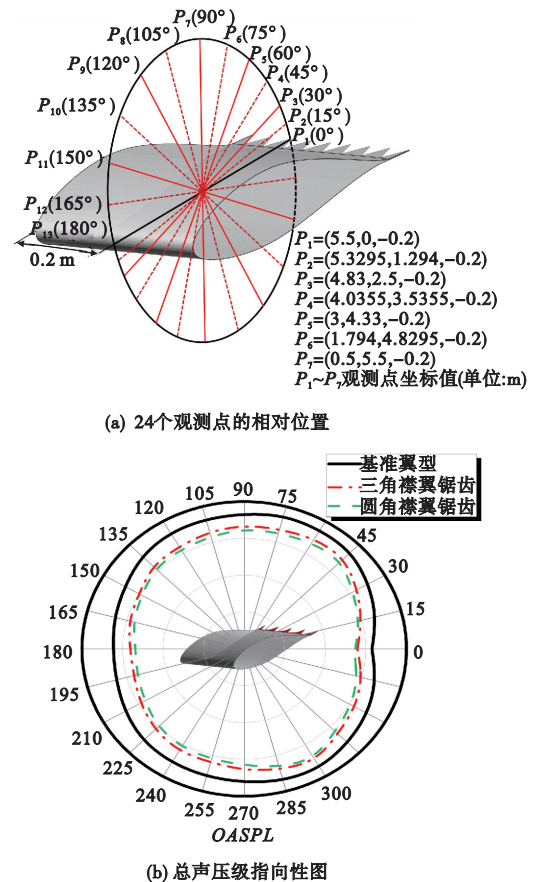 P7(90°)
P8(105°)
P6(75°)
P9(120°)
P5(60°)
P4(45°)
P10(135°)
P3(30°)
P2(15°)
P1(0°)
P11(150°)
P12(165°)
P13(180°)
0.2 m
P1=(5.5,0,−0.2)
P2=(5.3295,1.294,−0.2)
P3=(4.83,2.5,−0.2)
P4=(4.0355,3.5355,−0.2)
P5=(3,4.33,−0.2)
P6=(1.794,4.8295,−0.2)
P7=(0.5,5.5,−0.2)
P1~P7观测点坐标值(单位:m)
(a) 24个观测点的相对位置
基准翼型
三角襟翼锯齿
圆角襟翼锯齿
90
105
75
120
135
45
150
30
165
15
180
0
195
210
225
300
240
255
285
270
OASPL
(b) 总声压级指向性图